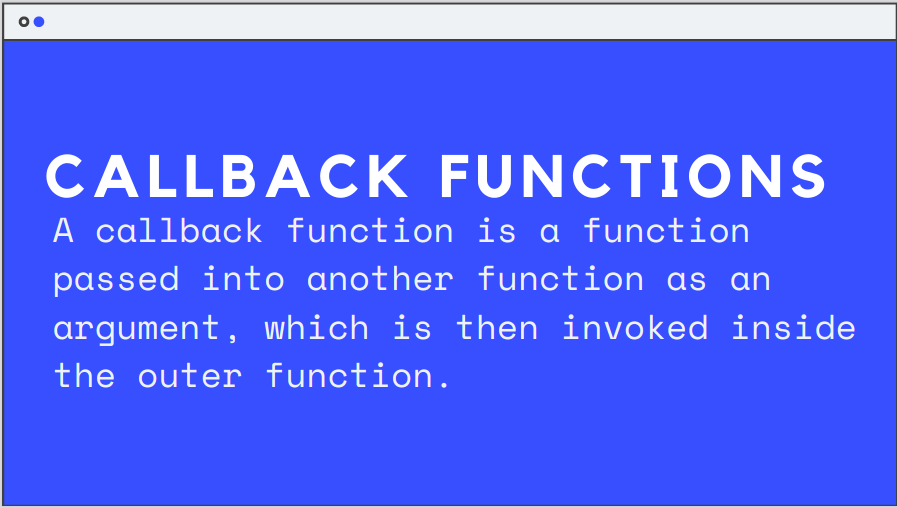 CALLBACK FUNCTIONS
A callback function is a function
passed into another function as an
argument, which is then invoked inside
the outer function.